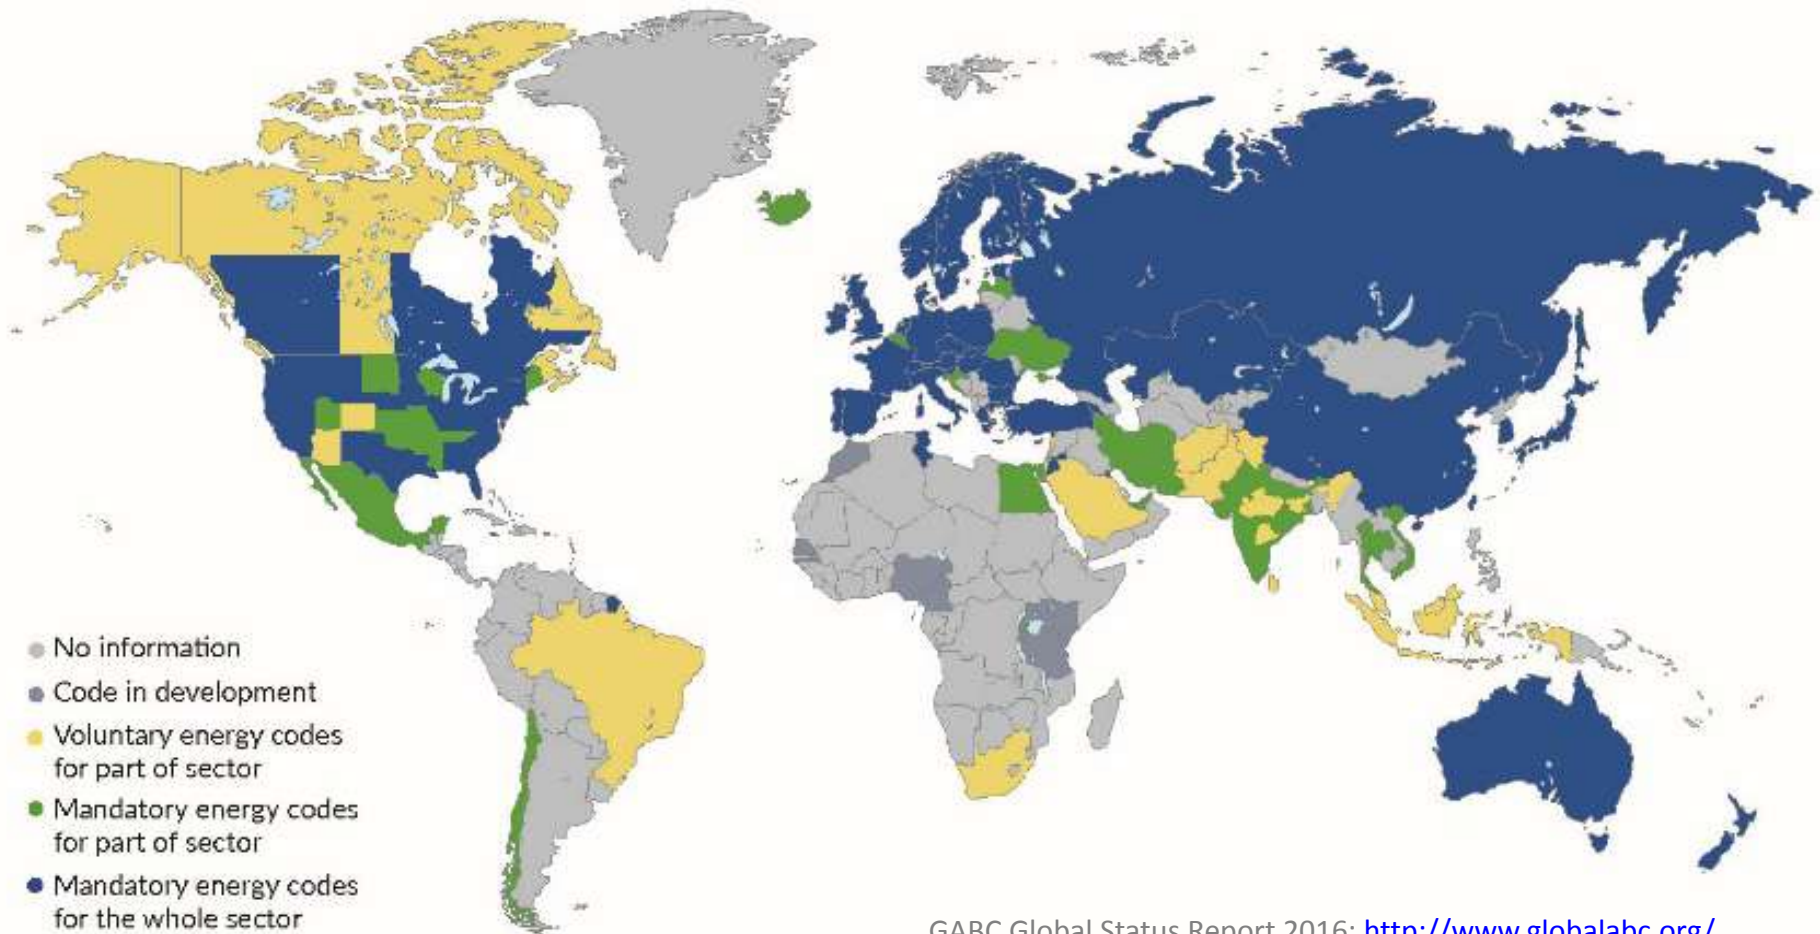 No information
Code in development
Voluntary energy codes
for part of sector
Mandatory energy codes
for part of sector
Mandatory energy codes
for the whole sector
GABC Global Status Report 2016; http://www.globalabc.org/